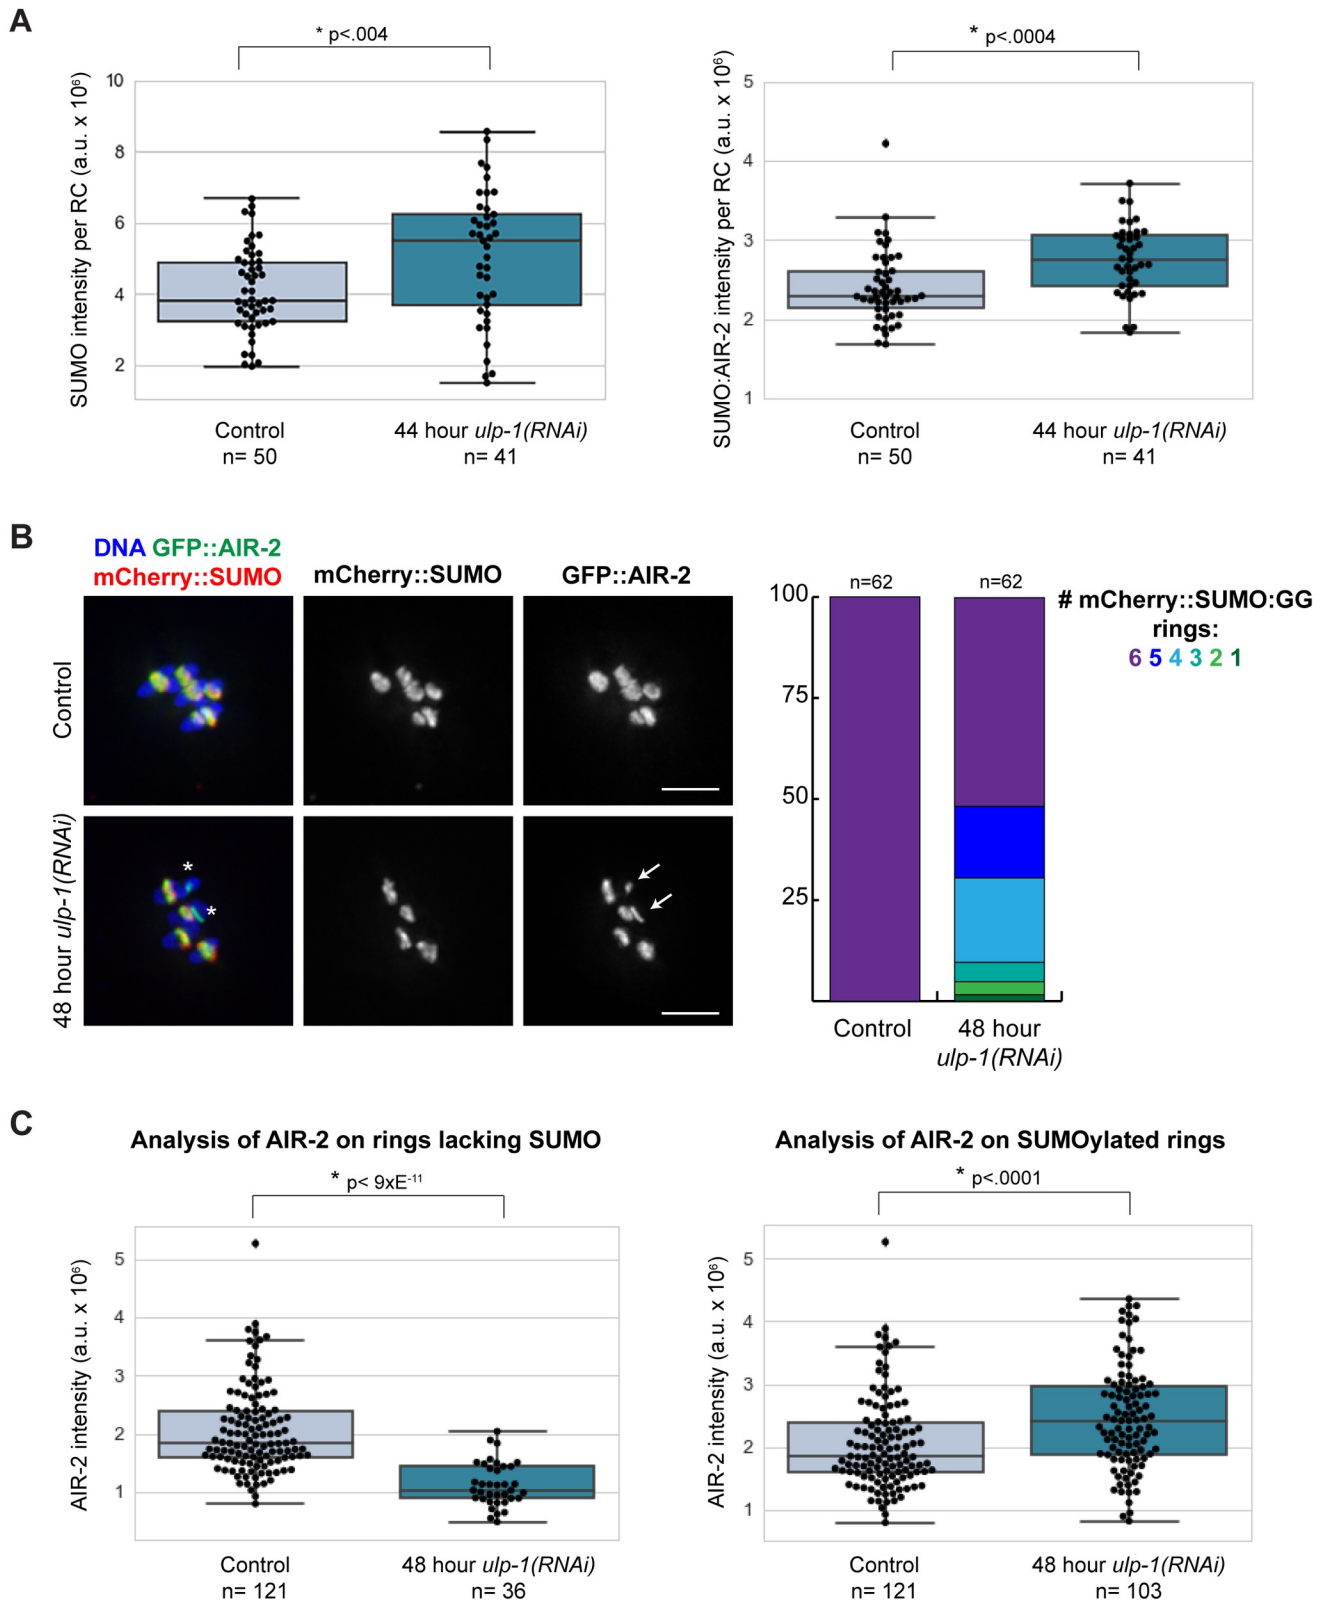 A
* p<.004
SUMO intensity per RC (a.u. x 10⁶)
10
8
6
4
2
Control
n= 50
44 hour ulp-1(RNAi)
n= 41
* p<.0004
SUMO:AIR-2 intensity per RC (a.u. x 10⁶)
5
4
3
2
1
Control
n= 50
44 hour ulp-1(RNAi)
n= 41
B
DNA GFP::AIR-2
mCherry::SUMO
mCherry::SUMO
GFP::AIR-2
Control
48 hour ulp-1(RNAi)
*
*
100
75
50
25
n=62
n=62
Control
48 hour
ulp-1(RNAi)
# mCherry::SUMO:GG
rings:
6 5 4 3 2 1
C
Analysis of AIR-2 on rings lacking SUMO
* p< 9xE⁻¹¹
AIR-2 intensity (a.u. x 10⁶)
5
4
3
2
1
Control
n= 121
48 hour ulp-1(RNAi)
n= 36
Analysis of AIR-2 on SUMOylated rings
* p<.0001
AIR-2 intensity (a.u. x 10⁶)
5
4
3
2
1
Control
n= 121
48 hour ulp-1(RNAi)
n= 103